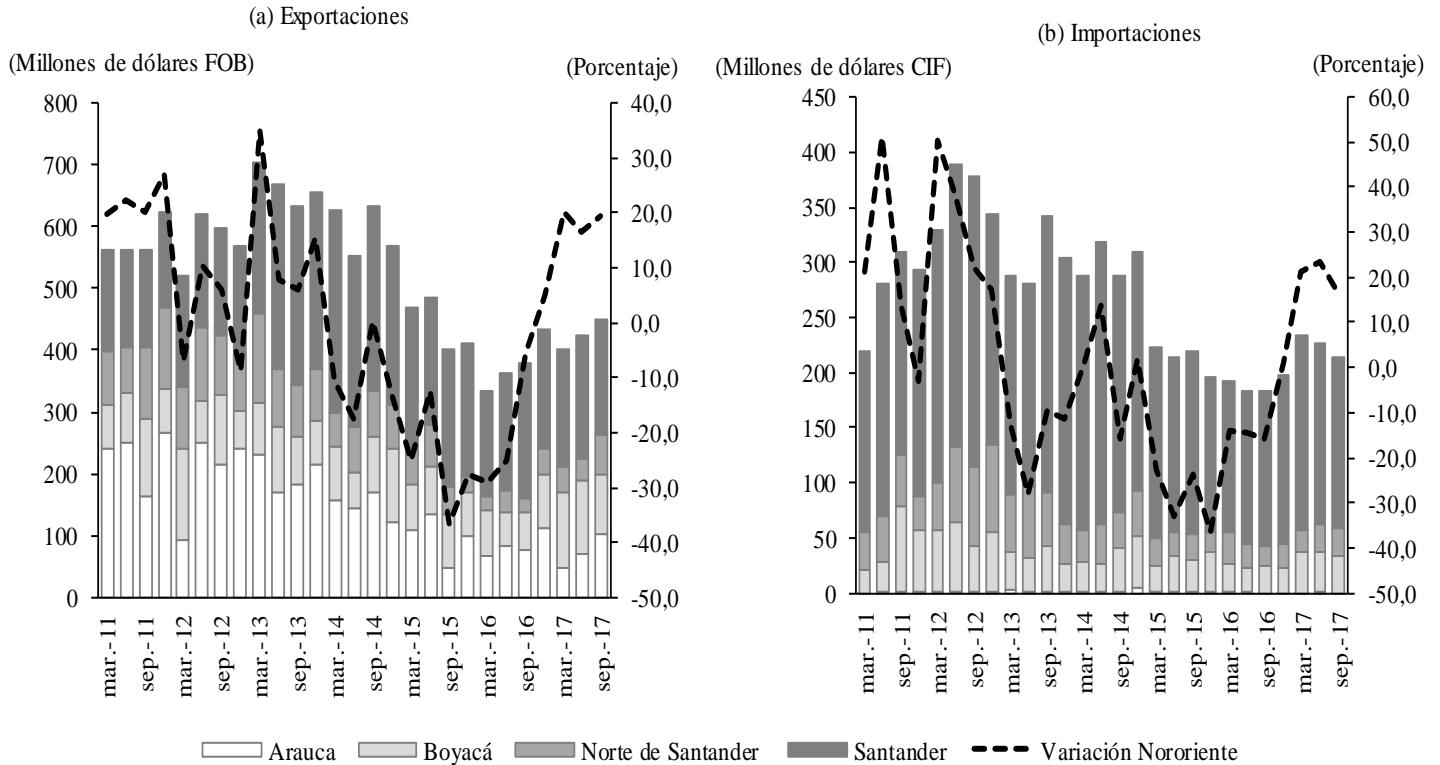 (a) Exportaciones
(Millones de dólares FOB)
(Porcentaje)
800
700
600
500
400
300
200
100
0
40,0
30,0
20,0
10,0
0,0
-10,0
-20,0
-30,0
-40,0
-50,0
mar.- 11
sep.- 11
mar.- 12
sep.- 12
mar.- 13
sep.- 13
mar.- 14
sep.- 14
mar.- 15
sep.- 15
mar.- 16
sep.- 16
mar.- 17
sep.- 17
(b) Importaciones
(Millones de dólares CIF)
(Porcentaje)
450
400
350
300
250
200
150
100
50
0
60,0
50,0
40,0
30,0
20,0
10,0
0,0
-10,0
-20,0
-30,0
-40,0
-50,0
mar.- 11
sep.- 11
mar.- 12
sep.- 12
mar.- 13
sep.- 13
mar.- 14
sep.- 14
mar.- 15
sep.- 15
mar.- 16
sep.- 16
mar.- 17
sep.- 17
Arauca
Boyacá
Norte de Santander
Santander
Variación Nororiente